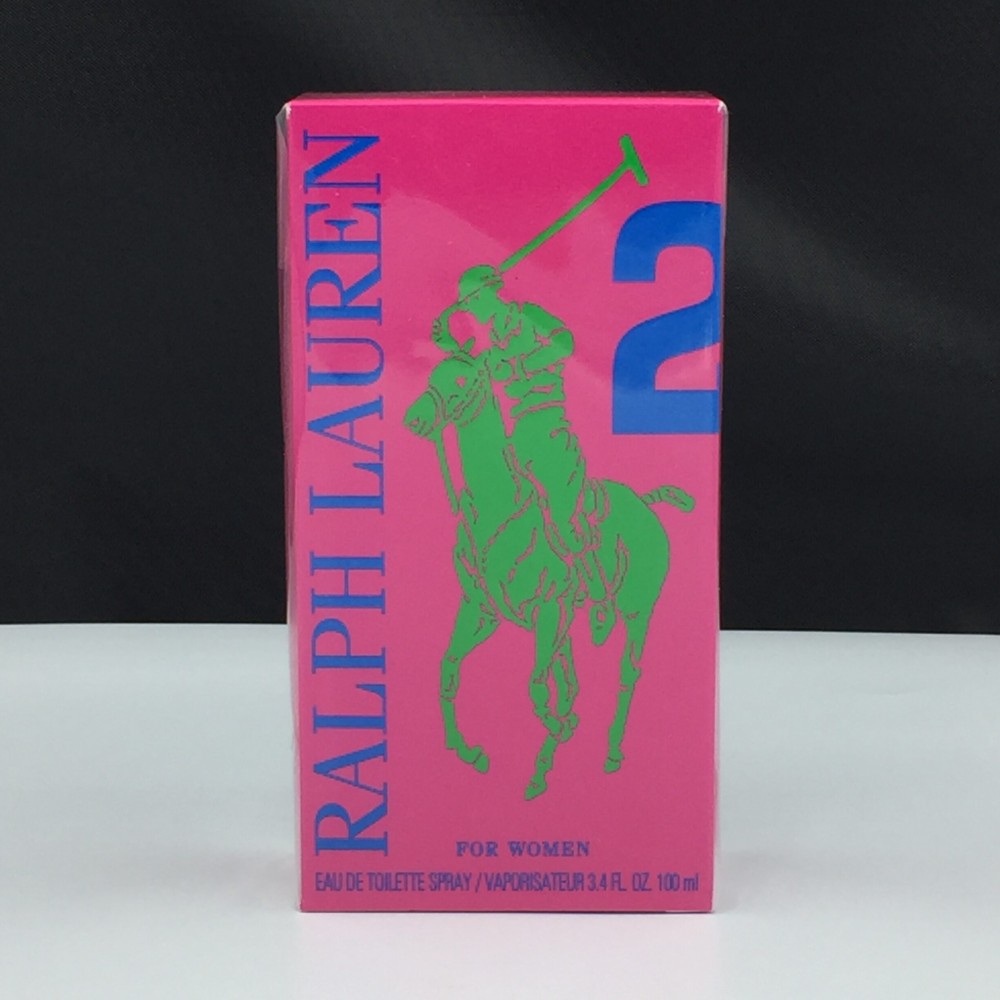 RALPH LAUREN
2
FOR WOMEN
EAU DE TOILETTE SPRAY / VAPORISATEUR 3.4 FL. OZ. 100 ml